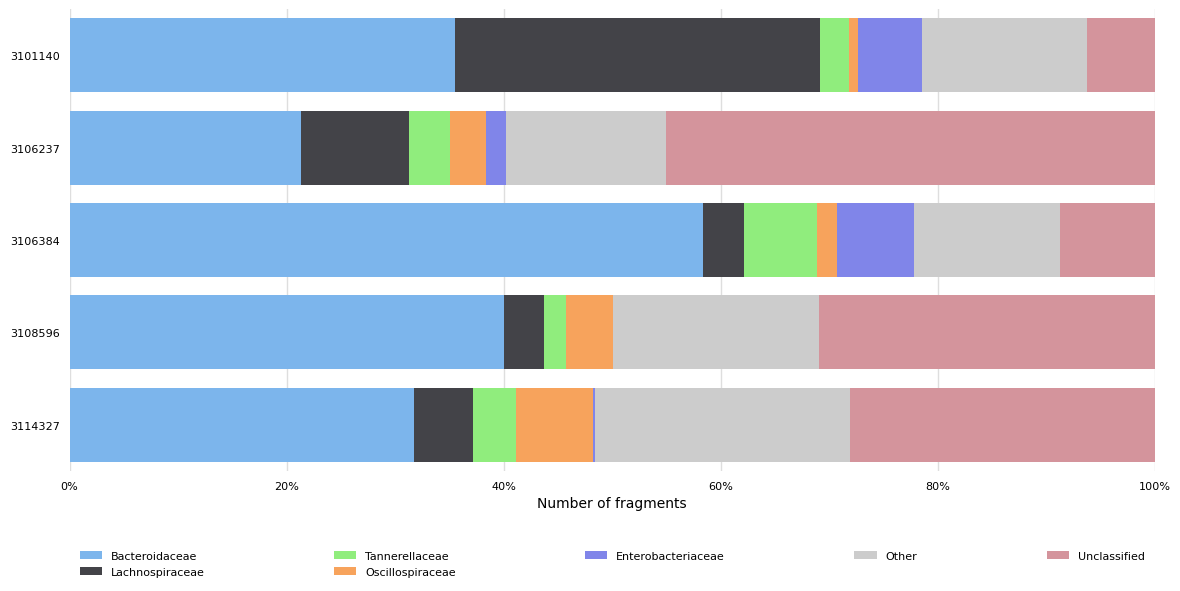 3101140
3106237
3106384
3108596
3114327
0% 20% 40% 60% 80% 100%
Number of fragments
Bacteroidaceae Tannerellaceae Enterobacteriaceae Other Unclassified
Lachnospiraceae Oscillospiraceae